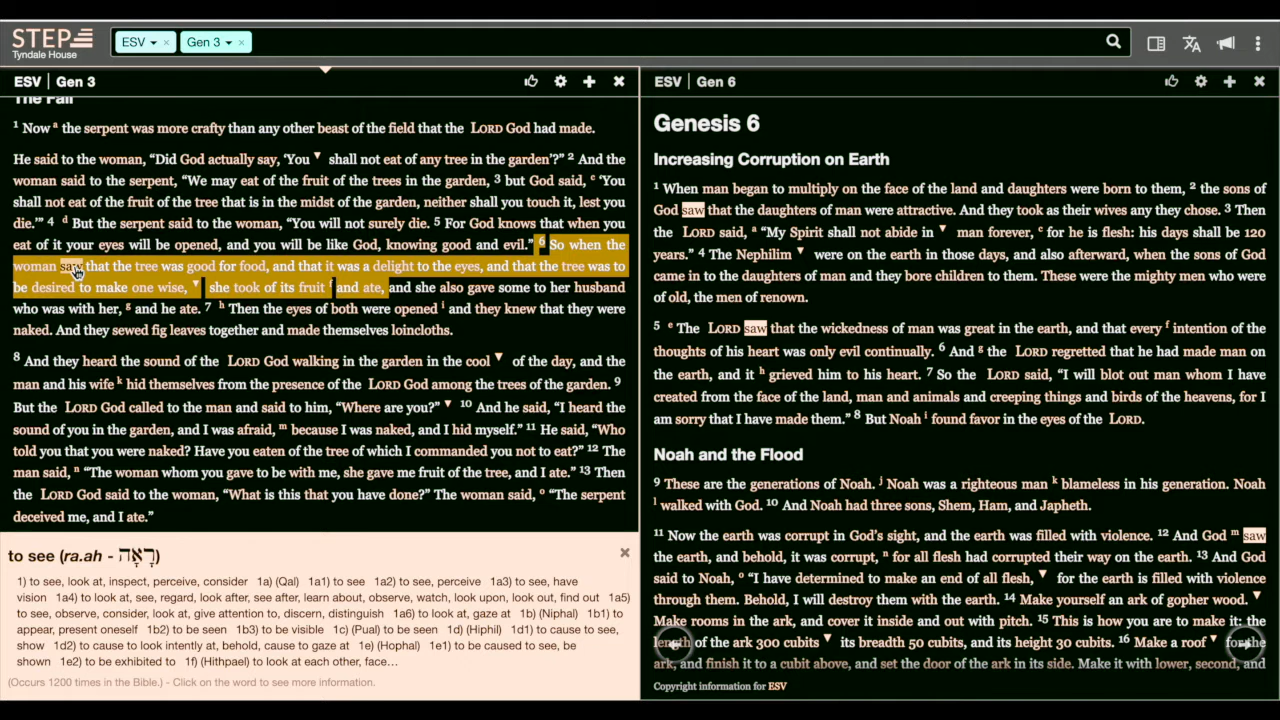 STEP
Tyndale House
ESV
Gen 3
ESV | Gen 3
The Fall
1 Now a the serpent was more crafty than any other beast of the field that the LORD God had made.
He said to the woman, “Did God actually say, ‘You shall not eat of any tree in the garden’?” 2 And the
woman said to the serpent, “We may eat of the fruit of the trees in the garden, 3 but God said, c ‘You
shall not eat of the fruit of the tree that is in the midst of the garden, neither shall you touch it, lest you
die.’” 4 d But the serpent said to the woman, “You will not surely die. 5 For God knows that when you
eat of it your eyes will be opened, and you will be like God, knowing good and evil.” 6 So when the
woman saw that the tree was good for food, and that it was a delight to the eyes, and that the tree was to
be desired to make one wise, she took of its fruit f and ate, and she also gave some to her husband
who was with her, g and he ate. 7 h Then the eyes of both were opened i and they knew that they were
naked. And they sewed fig leaves together and made themselves loincloths.
8 And they heard the sound of the LORD God walking in the garden in the cool of the day, and the
man and his wife k hid themselves from the presence of the LORD God among the trees of the garden. 9
But the LORD God called to the man and said to him, “Where are you?” 10 And he said, “I heard the
sound of you in the garden, and I was afraid, m because I was naked, and I hid myself.” 11 He said, “Who
told you that you were naked? Have you eaten of the tree of which I commanded you not to eat?” 12 The
man said, n “The woman whom you gave to be with me, she gave me fruit of the tree, and I ate.” 13 Then
the LORD God said to the woman, “What is this that you have done?” The woman said, o “The serpent
deceived me, and I ate.”
to see (ra.ah - רָאָה)
1) to see, look at, inspect, perceive, consider 1a) (Qal) 1a1) to see 1a2) to see, perceive 1a3) to see, have
vision 1a4) to look at, see, regard, look after, see after, learn about, observe, watch, look upon, look out, find out 1a5)
to see, observe, consider, look at, give attention to, discern, distinguish 1a6) to look at, gaze at 1b) (Niphal) 1b1) to
appear, present oneself 1b2) to be seen 1b3) to be visible 1c) (Pual) to be seen 1d) (Hiphil) 1d1) to cause to see,
show 1d2) to cause to look intently at, behold, cause to gaze at 1e) (Hophal) 1e1) to be caused to see, be
shown 1e2) to be exhibited to 1f) (Hithpael) to look at each other, face...
(Occurs 1200 times in the Bible.) - Click on the word to see more information.
ESV | Gen 6
Genesis 6
Increasing Corruption on Earth
1 When man began to multiply on the face of the land and daughters were born to them, 2 the sons of
God saw that the daughters of man were attractive. And they took as their wives any they chose. 3 Then
the LORD said, a “My Spirit shall not abide in man forever, c for he is flesh: his days shall be 120
years.” 4 The Nephilim were on the earth in those days, and also afterward, when the sons of God
came in to the daughters of man and they bore children to them. These were the mighty men who were
of old, the men of renown.
5 e The LORD saw that the wickedness of man was great in the earth, and that every f intention of the
thoughts of his heart was only evil continually. 6 And g the LORD regretted that he had made man on
the earth, and it h grieved him to his heart. 7 So the LORD said, “I will blot out man whom I have
created from the face of the land, man and animals and creeping things and birds of the heavens, for I
am sorry that I have made them.” 8 But Noah i found favor in the eyes of the LORD.
Noah and the Flood
9 These are the generations of Noah. j Noah was a righteous man k blameless in his generation. Noah
l walked with God. 10 And Noah had three sons, Shem, Ham, and Japheth.
11 Now the earth was corrupt in God’s sight, and the earth was filled with violence. 12 And God m saw
the earth, and behold, it was corrupt, n for all flesh had corrupted their way on the earth. 13 And God
said to Noah, o “I have determined to make an end of all flesh, for the earth is filled with violence
through them. Behold, I will destroy them with the earth. 14 Make yourself an ark of gopher wood.
Make rooms in the ark, and cover it inside and out with pitch. 15 This is how you are to make it: the
length of the ark 300 cubits its breadth 50 cubits, and its height 30 cubits. 16 Make a roof for the
ark, and finish it to a cubit above, and set the door of the ark in its side. Make it with lower, second, and
Copyright information for ESV